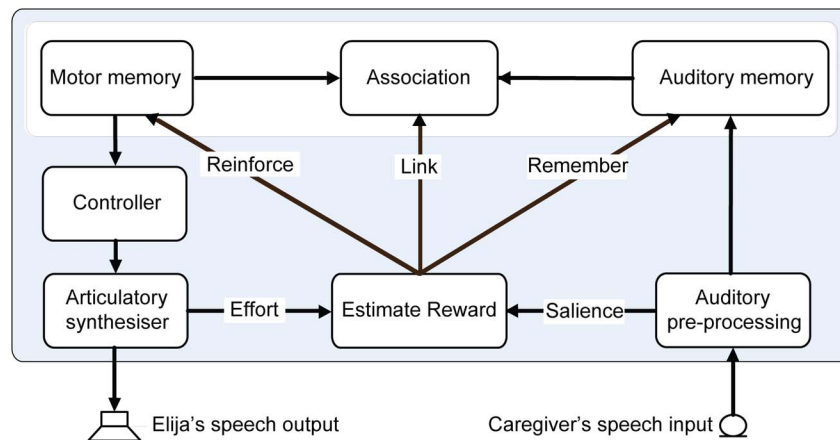 Motor memory
Association
Auditory memory
Reinforce
Link
Remember
Controller
Articulatory
synthesiser
Effort
Estimate Reward
Salience
Auditory
pre-processing
Elija's speech output
Caregiver's speech input